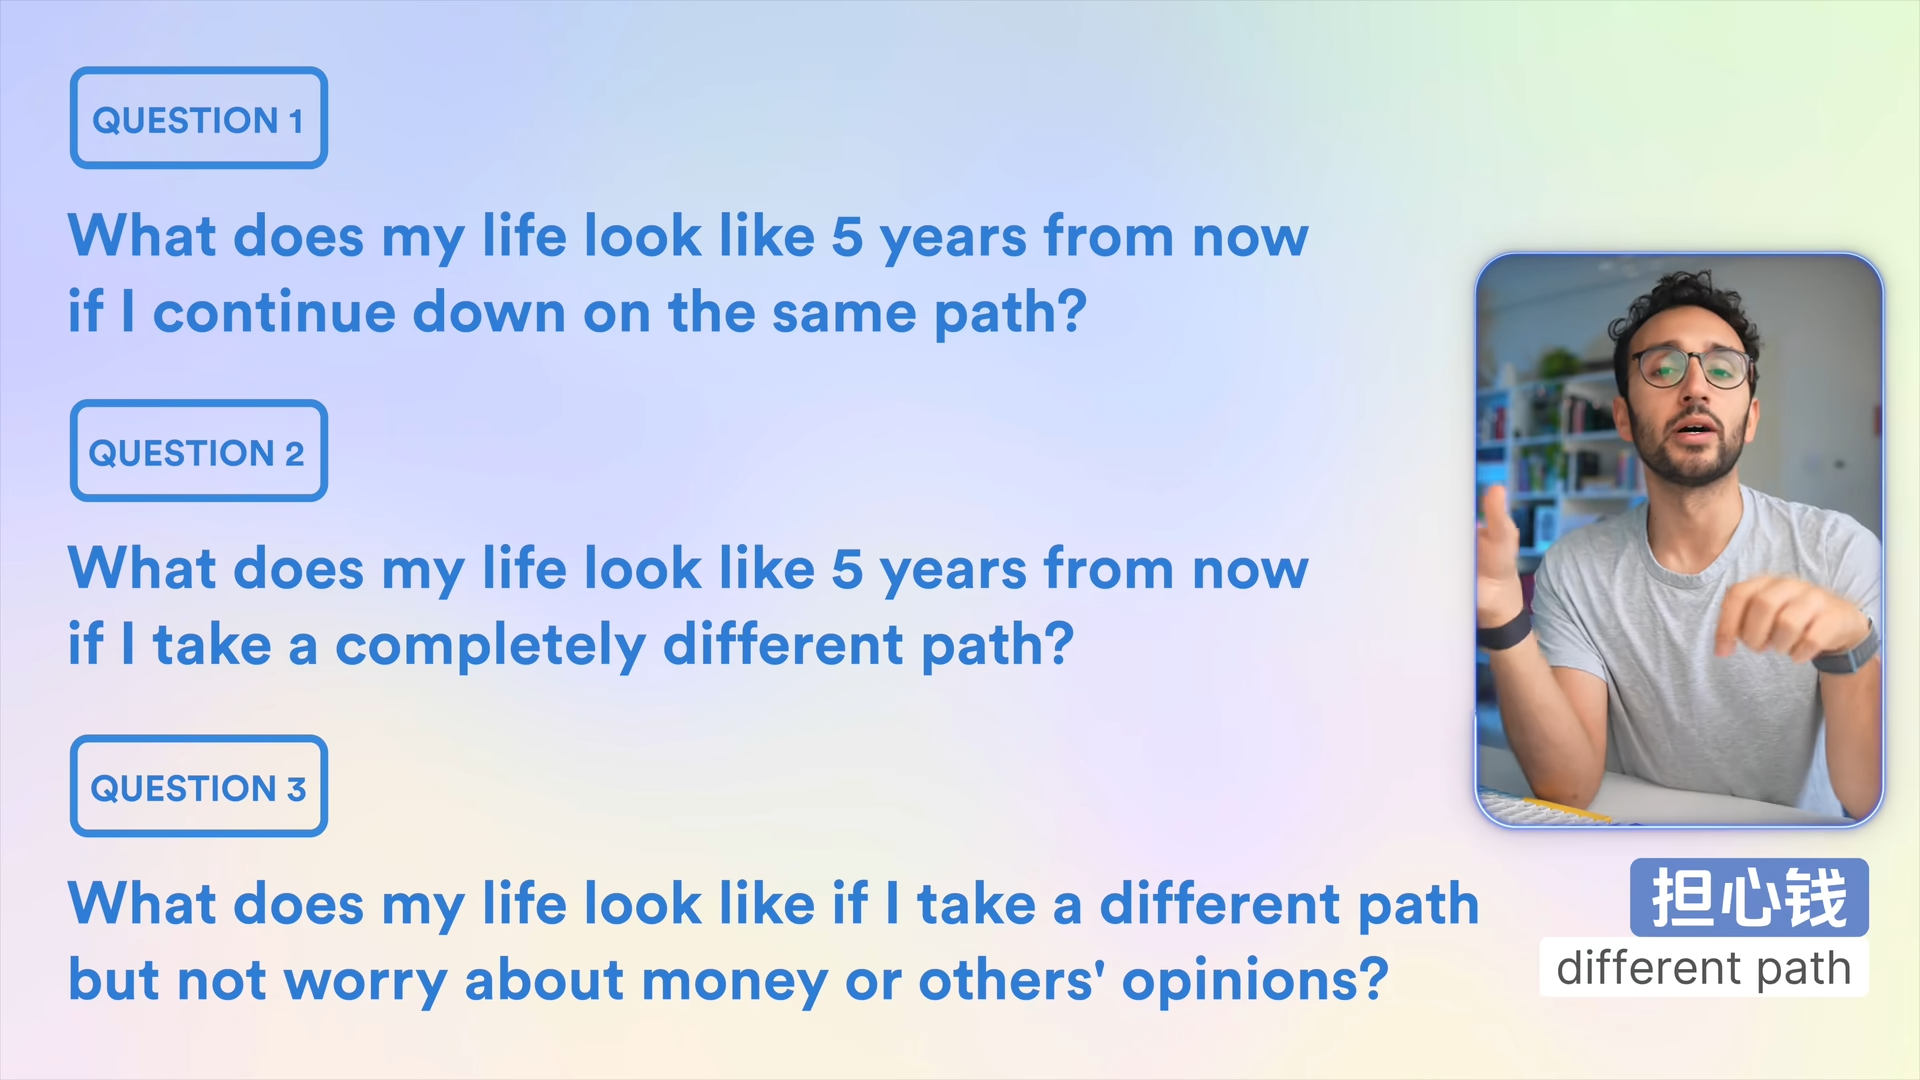 QUESTION 1
What does my life look like 5 years from now
if I continue down on the same path?
QUESTION 2
What does my life look like 5 years from now
if I take a completely different path?
QUESTION 3
What does my life look like if I take a different path
but not worry about money or others' opinions?
担心钱
different path